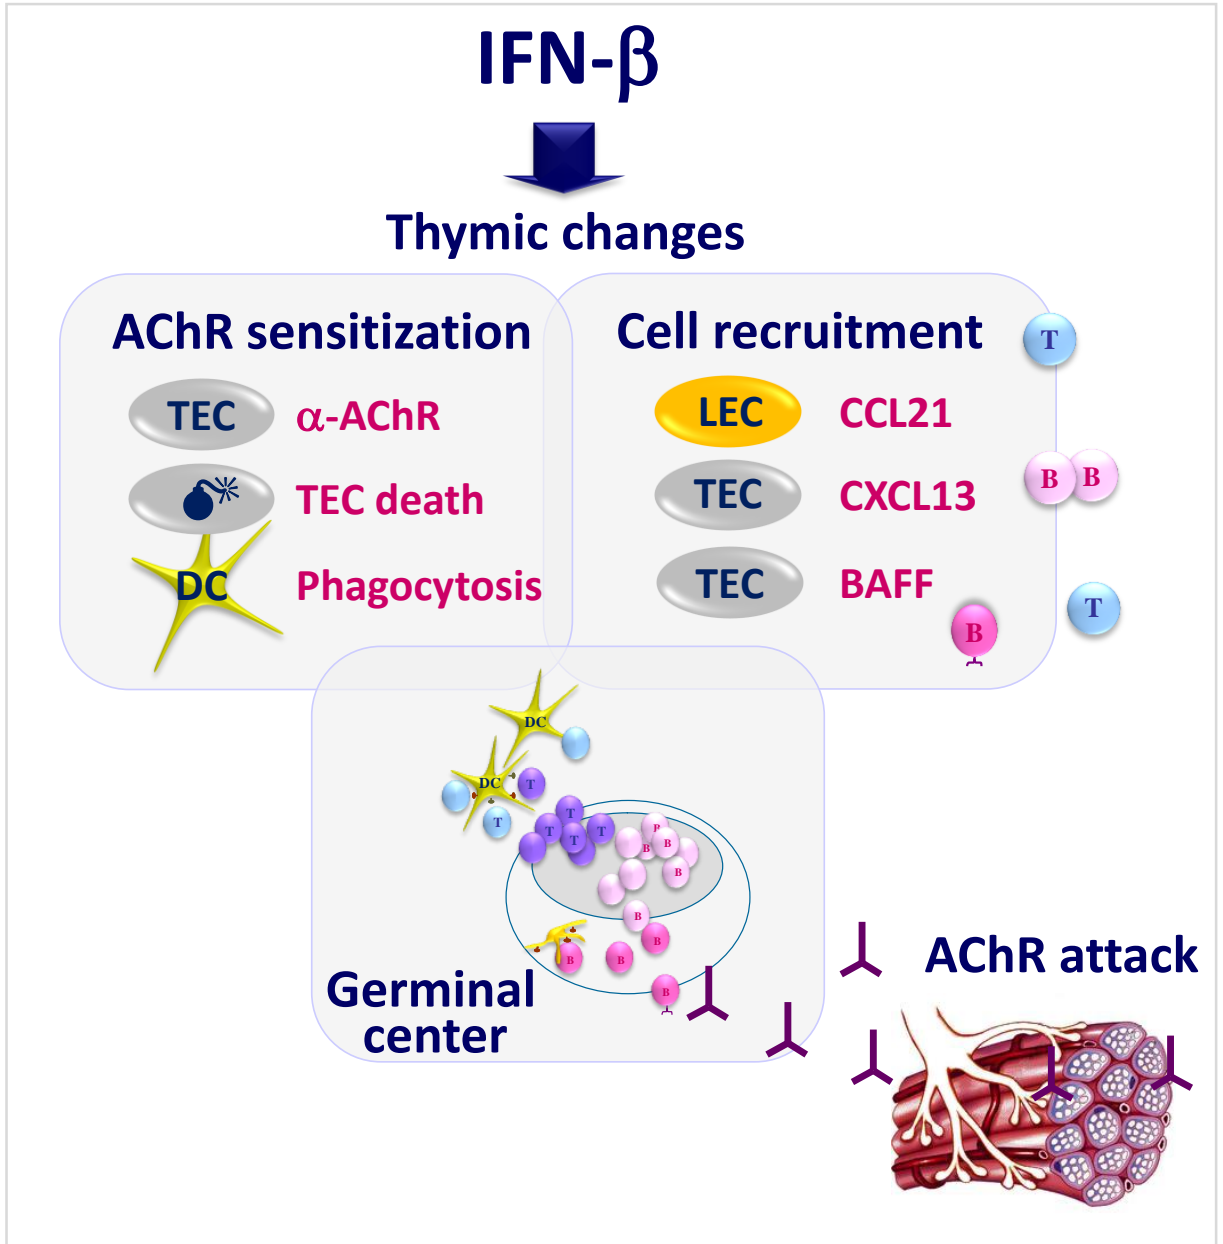 IFN-β
Thymic changes
AChR sensitization
TEC α-AChR
TEC death
DC Phagocytosis
Cell recruitment
LEC CCL21
TEC CXCL13
TEC BAFF
T
B B
T
B
DC
DC
T
T
T
T
T
T
B
B
B
B
B
B
B
B
B
Germinal
center
AChR attack